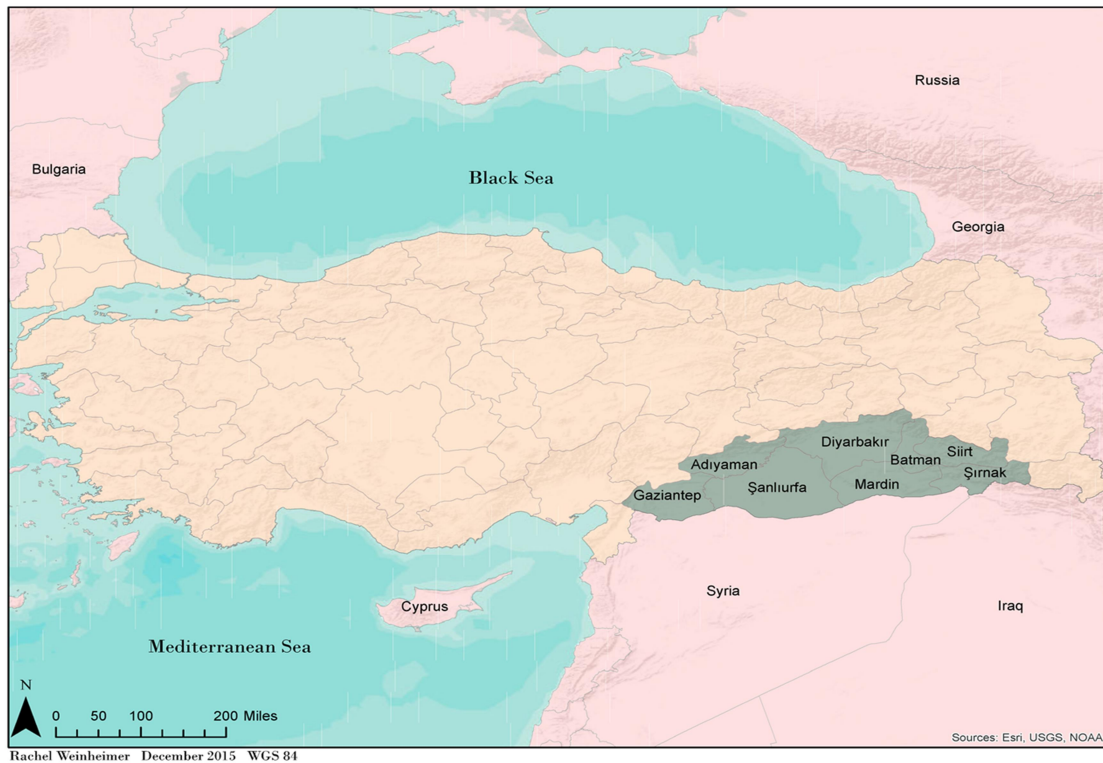 Russia
Bulgaria
Black Sea
Georgia
Diyarbakır
Siirt
Batman
Adıyaman
Şırnak
Mardin
Şanlıurfa
Gaziantep
Syria
Cyprus
Iraq
Mediterranean Sea
N
0 50 100 200 Miles
Sources: Esri, USGS, NOAA
Rachel Weinheimer December 2015 WGS 84